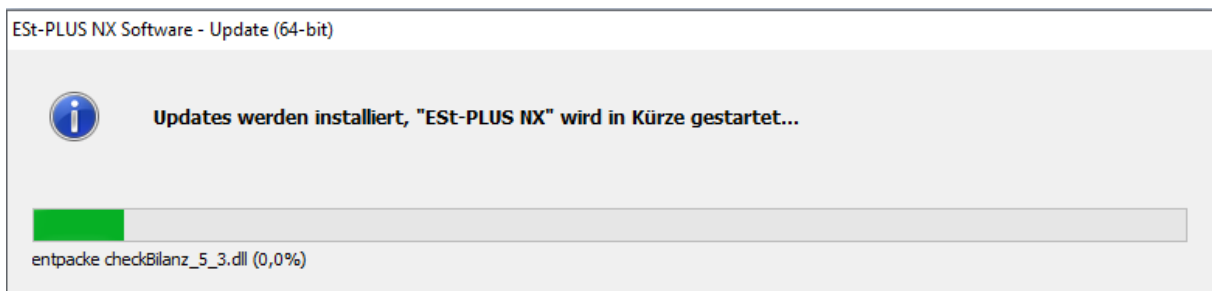 ESt-PLUS NX Software - Update (64-bit)
Updates werden installiert, "ESt-PLUS NX" wird in Kürze gestartet...
entpacke checkBilanz_5_3.dll (0,0%)